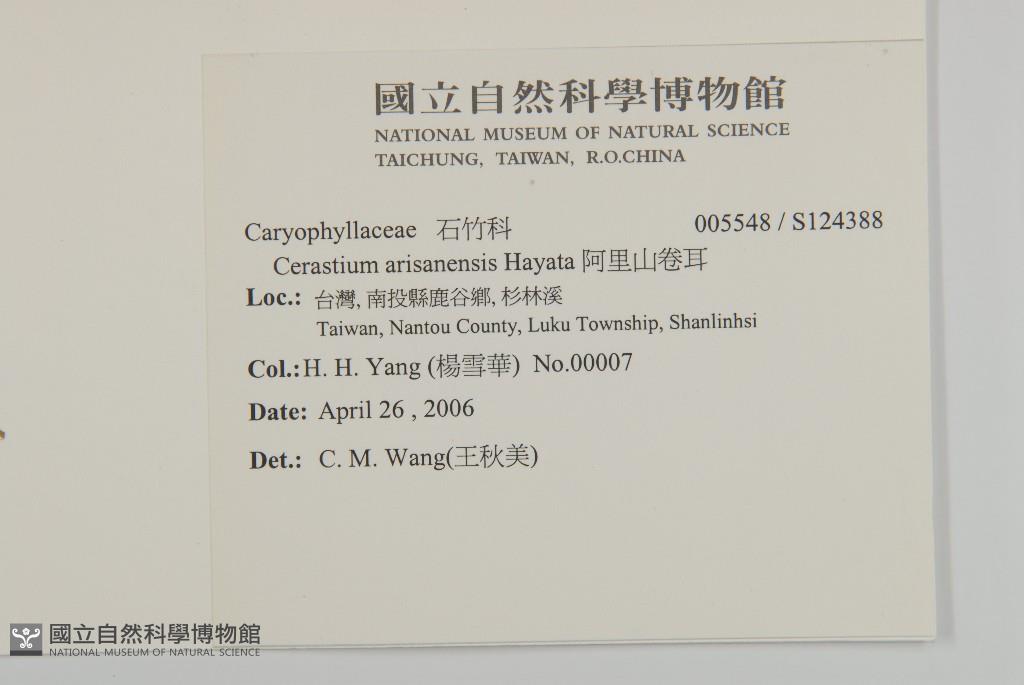 國立自然科學博物館
NATIONAL MUSEUM OF NATURAL SCIENCE
TAICHUNG, TAIWAN, R.O.CHINA
Caryophyllaceae 石竹科 005548 / S124388
Cerastium arisanensis Hayata 阿里山卷耳
Loc.: 台灣, 南投縣鹿谷鄉, 杉林溪
Taiwan, Nantou County, Luku Township, Shanlinhsi
Col.: H. H. Yang (楊雪華) No.00007
Date: April 26 , 2006
Det.: C. M. Wang(王秋美)
國立自然科學博物館
NATIONAL MUSEUM OF NATURAL SCIENCE